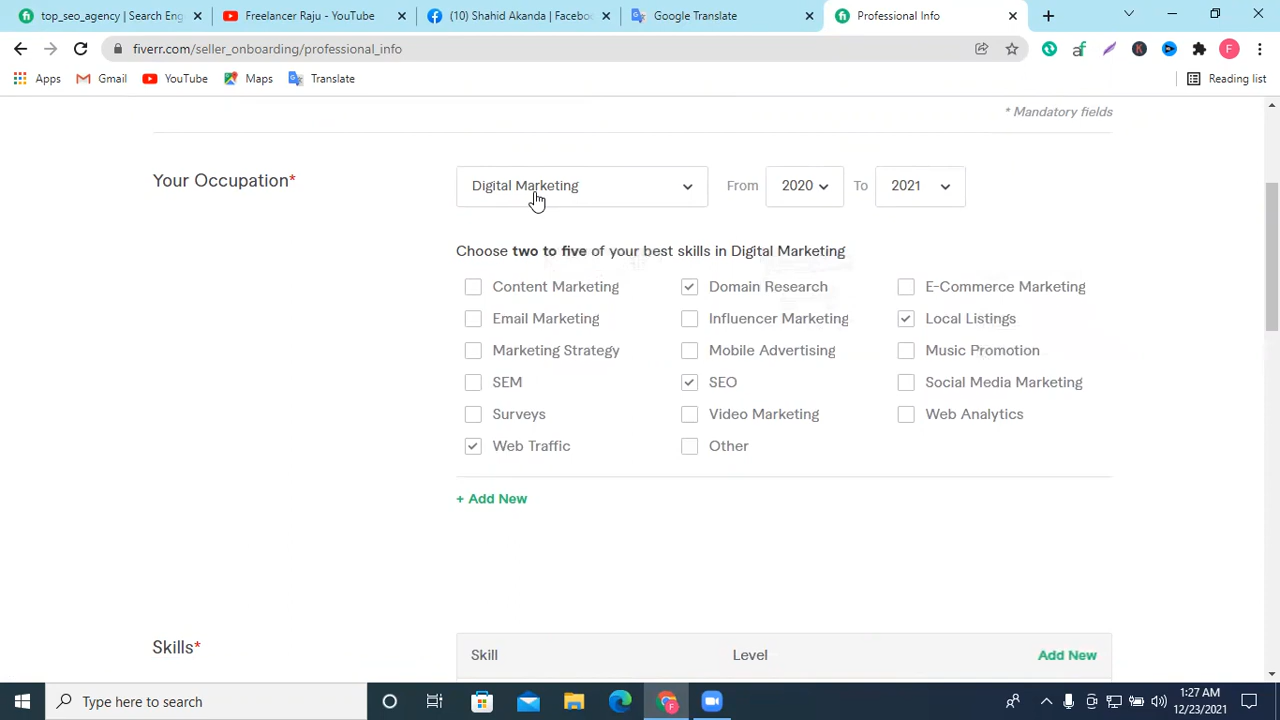 top_seo_agency | Search Eng
Freelancer Raju - YouTube
(10) Shahid Akanda | Facebo
Google Translate
Professional Info
fiverr.com/seller_onboarding/professional_info
Apps
Gmail
YouTube
Maps
Translate
Reading list
* Mandatory fields
Your Occupation*
Digital Marketing
From
2020
To
2021
Choose two to five of your best skills in Digital Marketing
Content Marketing
Domain Research
E-Commerce Marketing
Email Marketing
Influencer Marketing
Local Listings
Marketing Strategy
Mobile Advertising
Music Promotion
SEM
SEO
Social Media Marketing
Surveys
Video Marketing
Web Analytics
Web Traffic
Other
+ Add New
Skills*
Skill
Level
Add New
Type here to search
1:27 AM
12/23/2021